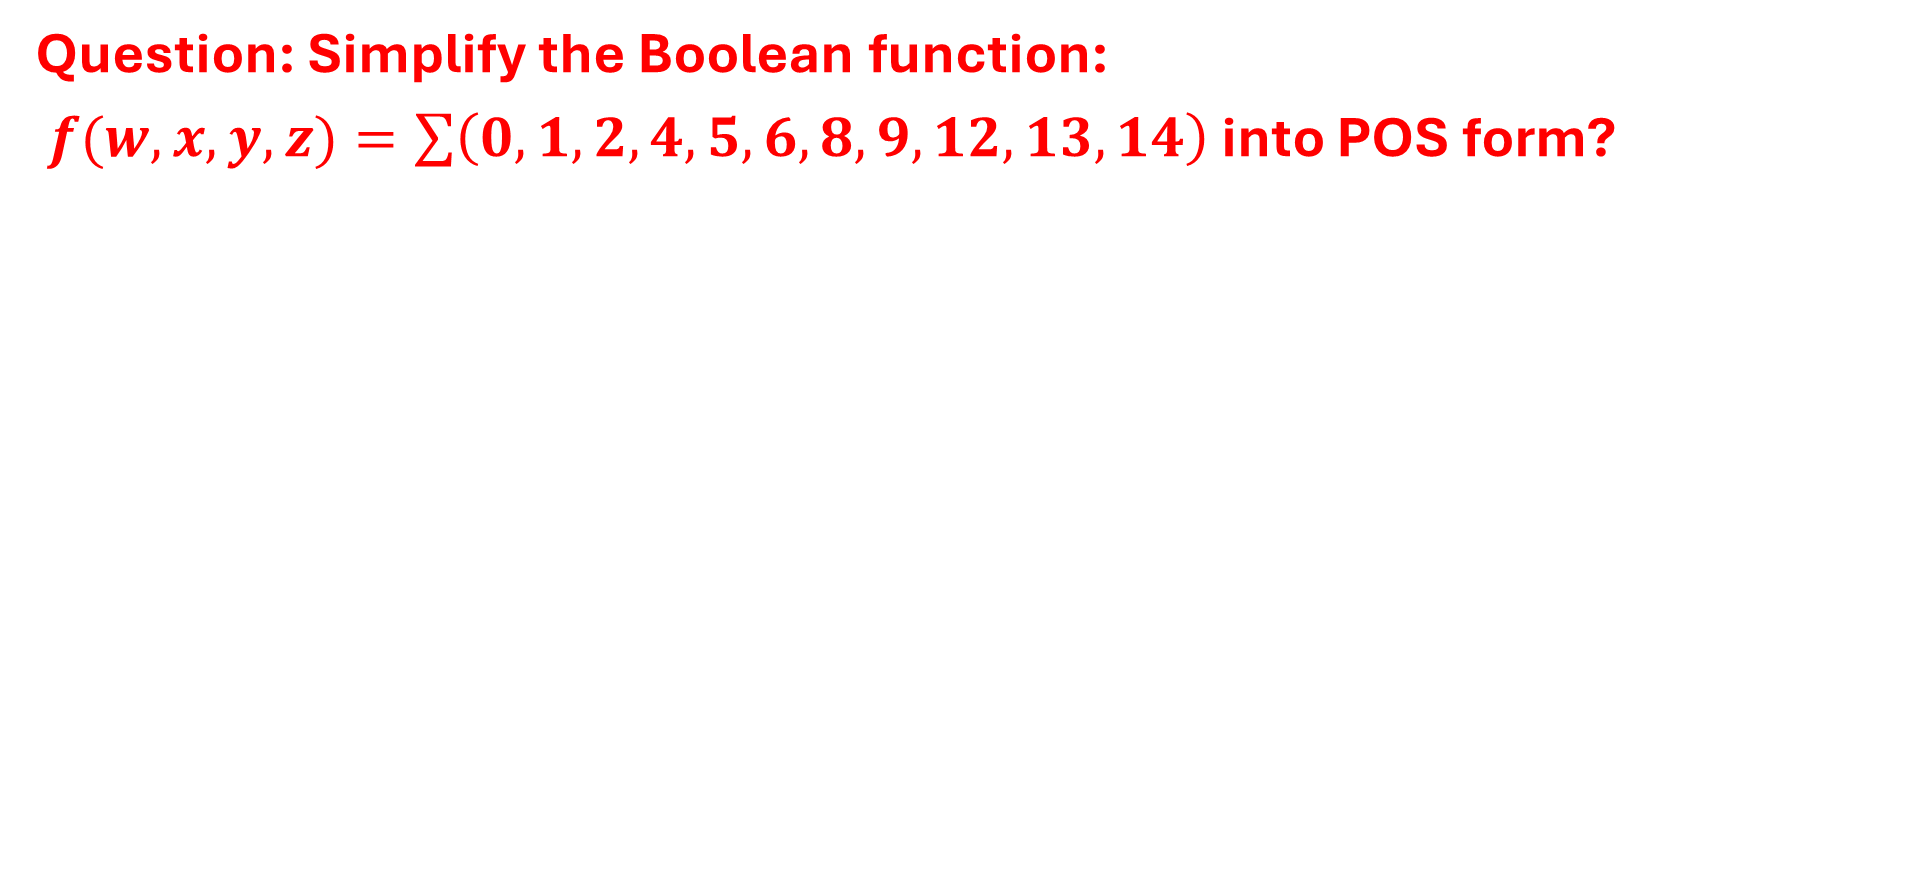 Question: Simplify the Boolean function:
f(w, x, y, z) = ∑(0, 1, 2, 4, 5, 6, 8, 9, 12, 13, 14) into POS form?